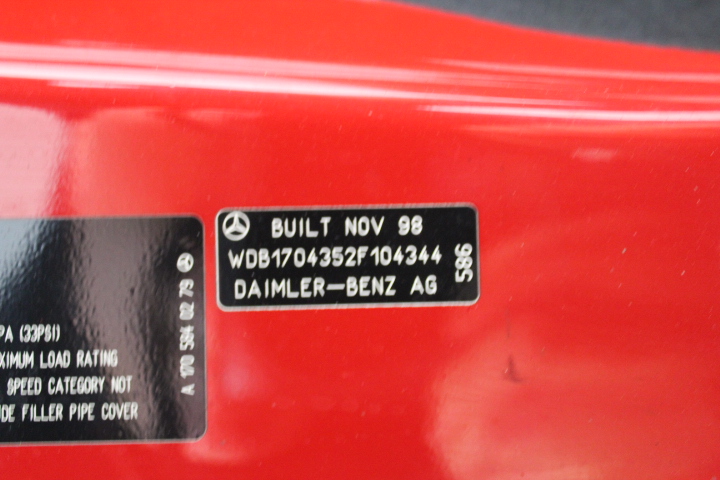 BUILT NOV 98
WDB1704352F104344
DAIMLER-BENZ AG
586
PA (33PSI)
XIMUM LOAD RATING
SPEED CATEGORY NOT
DE FILLER PIPE COVER
A 170 584 02 79